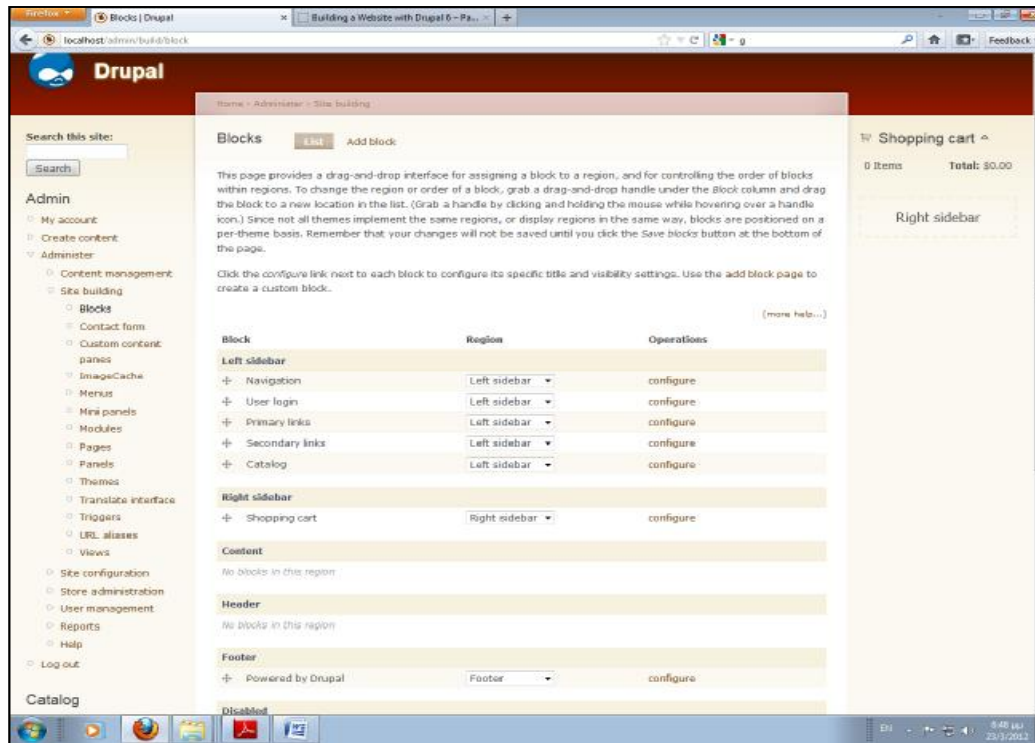 Firefox
Blocks | Drupal
Building a Website with Drupal 6 – Pa...
localhost/admin/build/block
g
Feedback
Drupal
Home › Administer › Site building
Search this site:
Search
Admin
My account
Create content
Administer
Content management
Site building
Blocks
Contact form
Custom content
panes
ImageCache
Menus
Mini panels
Modules
Pages
Panels
Themes
Translate interface
Triggers
URL aliases
Views
Site configuration
Store administration
User management
Reports
Help
Log out
Catalog
Blocks List Add block
This page provides a drag-and-drop interface for assigning a block to a region, and for controlling the order of blocks
within regions. To change the region or order of a block, grab a drag-and-drop handle under the Block column and drag
the block to a new location in the list. (Grab a handle by clicking and holding the mouse while hovering over a handle
icon.) Since not all themes implement the same regions, or display regions in the same way, blocks are positioned on a
per-theme basis. Remember that your changes will not be saved until you click the Save blocks button at the bottom of
the page.
Click the configure link next to each block to configure its specific title and visibility settings. Use the add block page to
create a custom block.
(more help...)
Block Region Operations
Left sidebar
Navigation Left sidebar configure
User login Left sidebar configure
Primary links Left sidebar configure
Secondary links Left sidebar configure
Catalog Left sidebar configure
Right sidebar
Shopping cart Right sidebar configure
Content
No blocks in this region
Header
No blocks in this region
Footer
Powered by Drupal Footer configure
Disabled
Shopping cart
0 Items Total: $0.00
Right sidebar
EN
23/3/2012